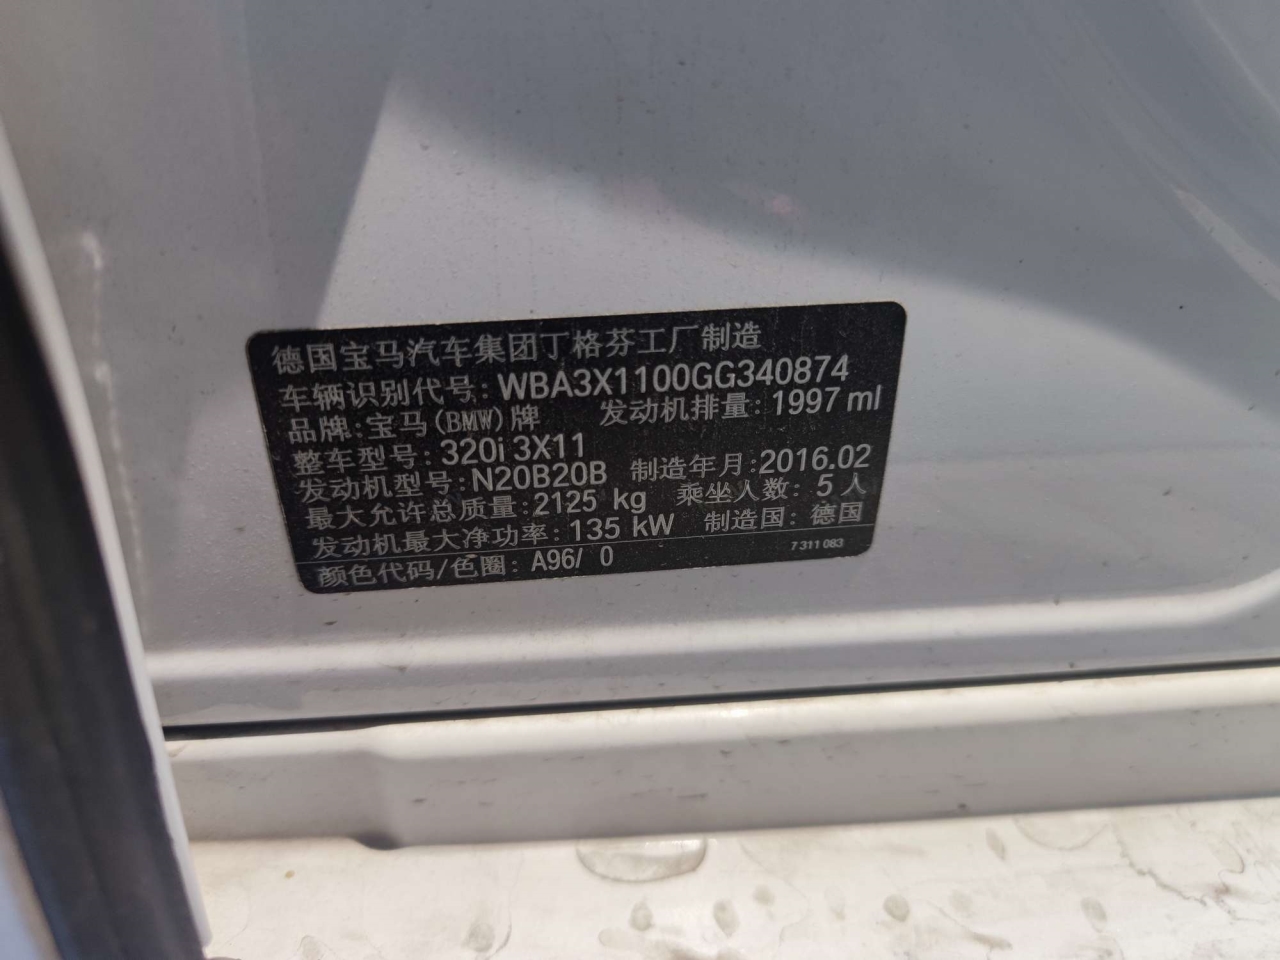 德国宝马汽车集团丁格芬工厂制造
车辆识别代号: WBA3X1100GG340874
品牌:宝马(BMW)牌 发动机排量: 1997 ml
整车型号: 320i 3X11
发动机型号: N20B20B 制造年月:2016.02
最大允许总质量: 2125 kg 乘坐人数: 5 人
发动机最大净功率: 135 kW 制造国: 德国
颜色代码/色圈: A96/ 0 7 311 083